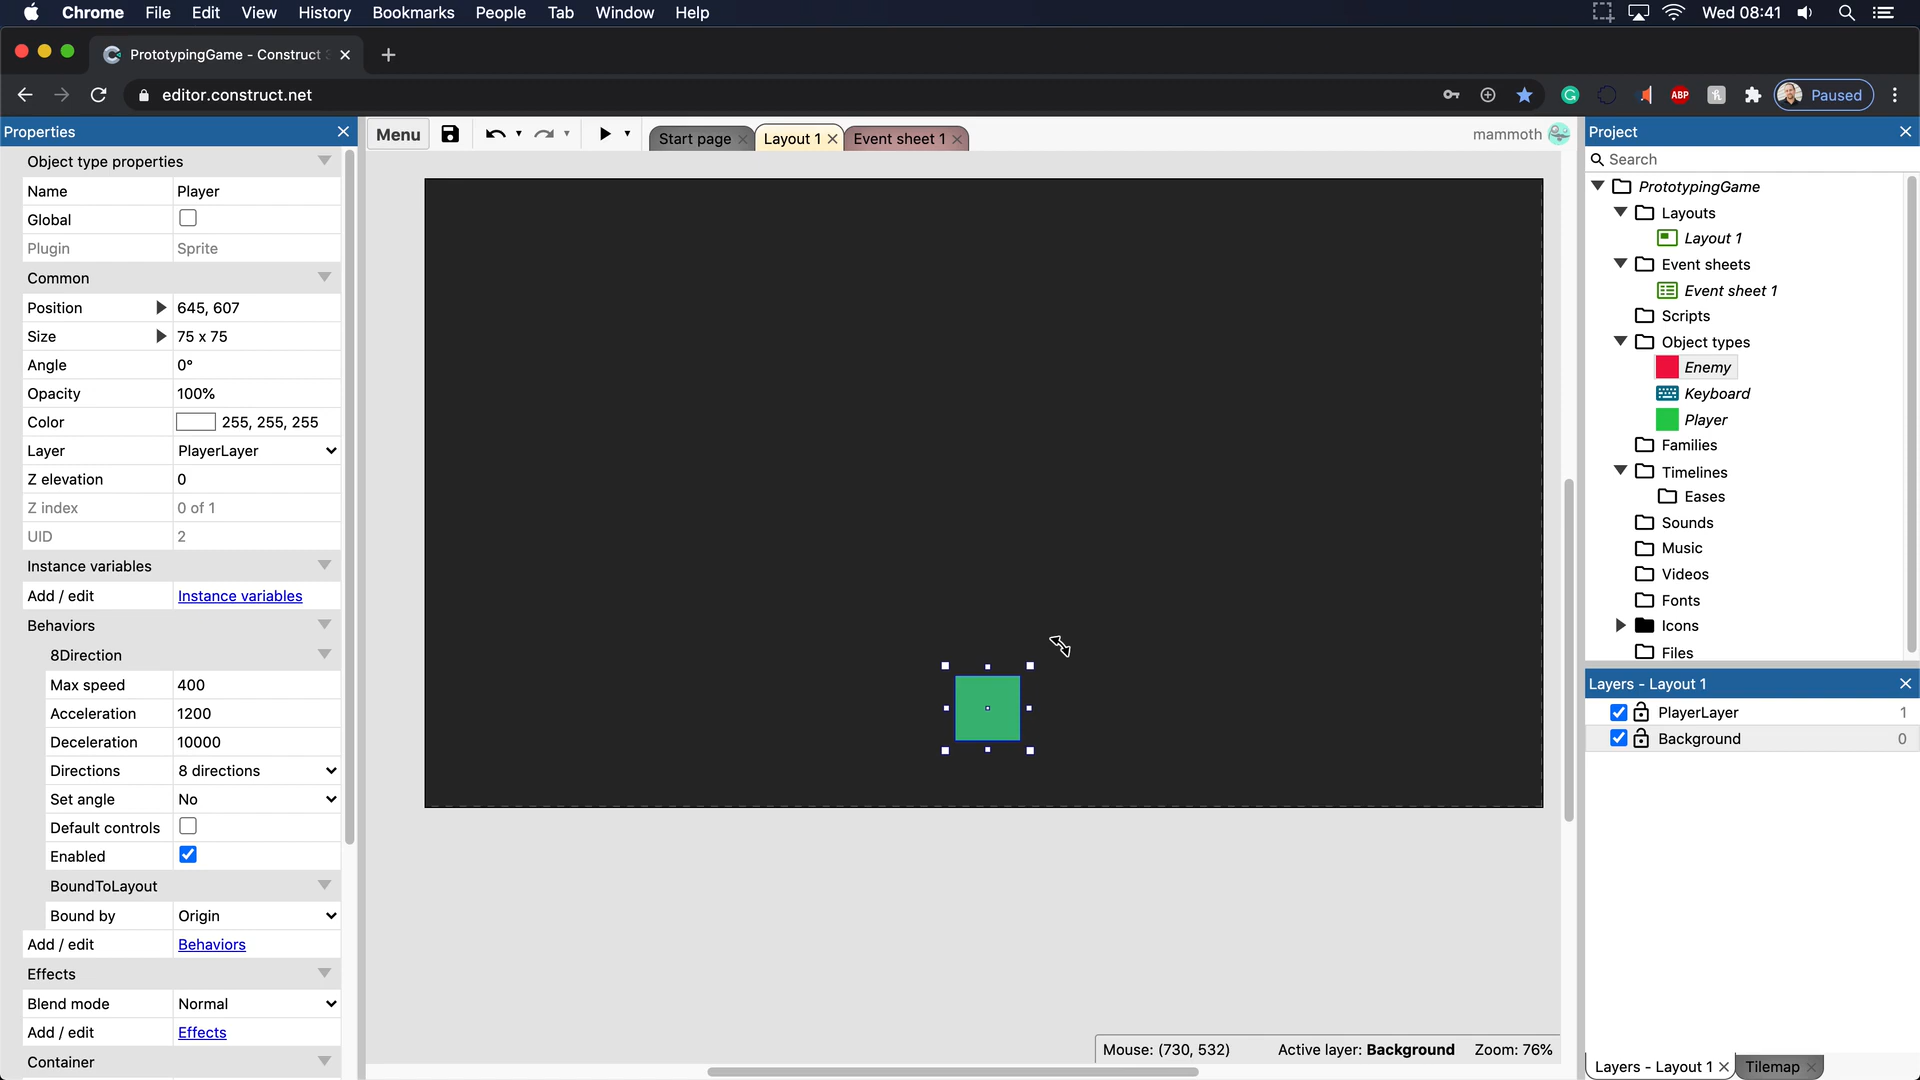 Chrome File Edit View History Bookmarks People Tab Window Help Wed 08:41
PrototypingGame - Construct 3
editor.construct.net ABP Paused
Properties
Object type properties
Name Player
Global
Plugin Sprite
Common
Position 645, 607
Size 75 x 75
Angle 0°
Opacity 100%
Color 255, 255, 255
Layer PlayerLayer
Z elevation 0
Z index 0 of 1
UID 2
Instance variables
Add / edit Instance variables
Behaviors
8Direction
Max speed 400
Acceleration 1200
Deceleration 10000
Directions 8 directions
Set angle No
Default controls
Enabled
BoundToLayout
Bound by Origin
Add / edit Behaviors
Effects
Blend mode Normal
Add / edit Effects
Container
Menu Start page Layout 1 Event sheet 1 mammoth
Mouse: (730, 532) Active layer: Background Zoom: 76%
Project
Search
PrototypingGame
Layouts
Layout 1
Event sheets
Event sheet 1
Scripts
Object types
Enemy
Keyboard
Player
Families
Timelines
Eases
Sounds
Music
Videos
Fonts
Icons
Files
Layers - Layout 1
PlayerLayer 1
Background 0
Layers - Layout 1 Tilemap